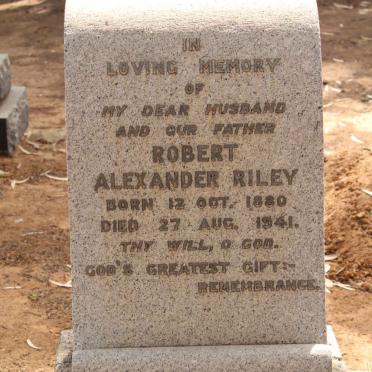 IN
LOVING MEMORY
OF
MY DEAR HUSBAND
AND OUR FATHER
ROBERT
ALEXANDER RILEY
BORN 12 OCT. 1880
DIED 27 AUG. 1941.
THY WILL, O GOD.
GOD'S GREATEST GIFT:-
REMEMBRANCE.